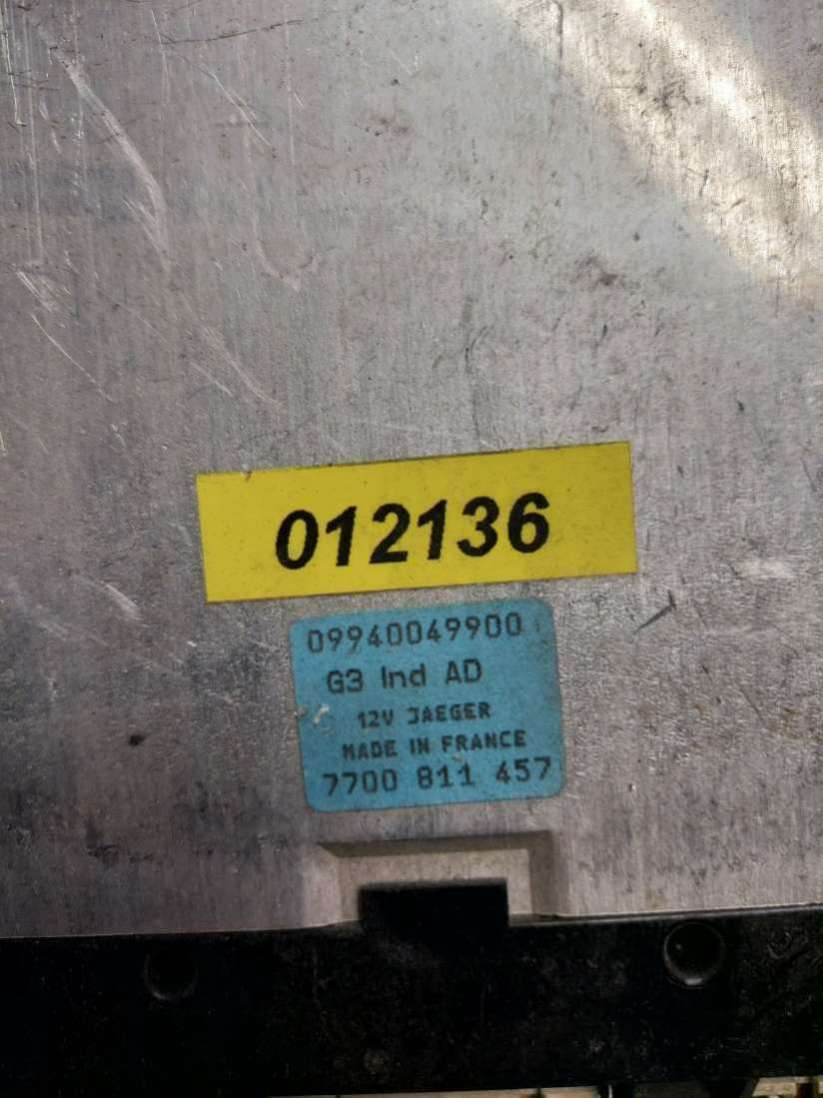 012136
09940049900
G3 Ind AD
12V JAEGER
MADE IN FRANCE
7700 811 457